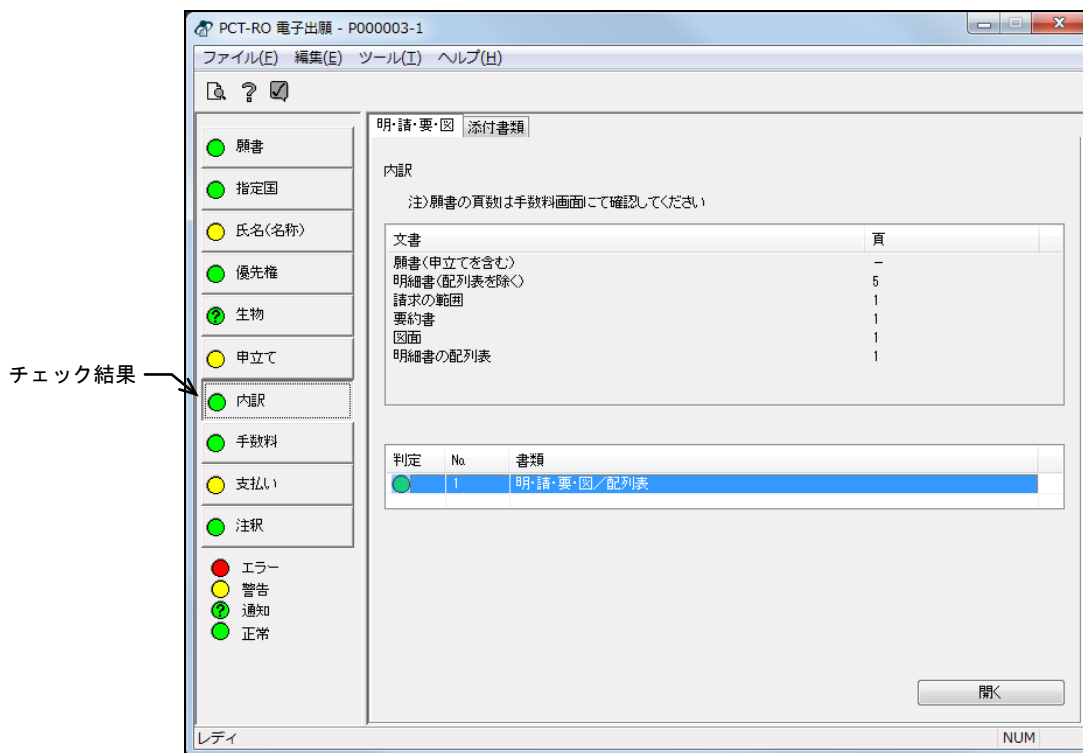 PCT-RO 電子出願 - P000003-1
ファイル(F) 編集(E) ツール(T) ヘルプ(H)
願書
指定国
氏名(名称)
優先権
生物
申立て
内訳
手数料
支払い
注釈
エラー
警告
通知
正常
チェック結果
明・請・要・図 添付書類
内訳
注)願書の頁数は手数料画面にて確認してください
文書 頁
願書(申立てを含む) －
明細書(配列表を除く) 5
請求の範囲 1
要約書 1
図面 1
明細書の配列表 1
判定 No. 書類
1 明・請・要・図／配列表
開く
レディ NUM